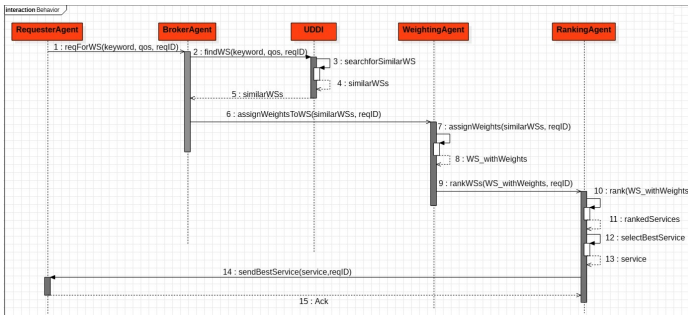 interaction Behavior
RequesterAgent
BrokerAgent
UDDI
WeightingAgent
RankingAgent
1 : reqForWS(keyword, qos, reqID)
2 : findWS(keyword, qos, reqID)
3 : searchforSimilarWS
4 : similarWSs
5 : similarWSs
6 : assignWeightsToWS(similarWSs, reqID)
7 : assignWeights(similarWSs, reqID)
8 : WS_withWeights
9 : rankWSs(WS_withWeights, reqID)
10 : rank(WS_withWeights
11 : rankedServices
12 : selectBestService
13 : service
14 : sendBestService(service,reqID)
15 : Ack